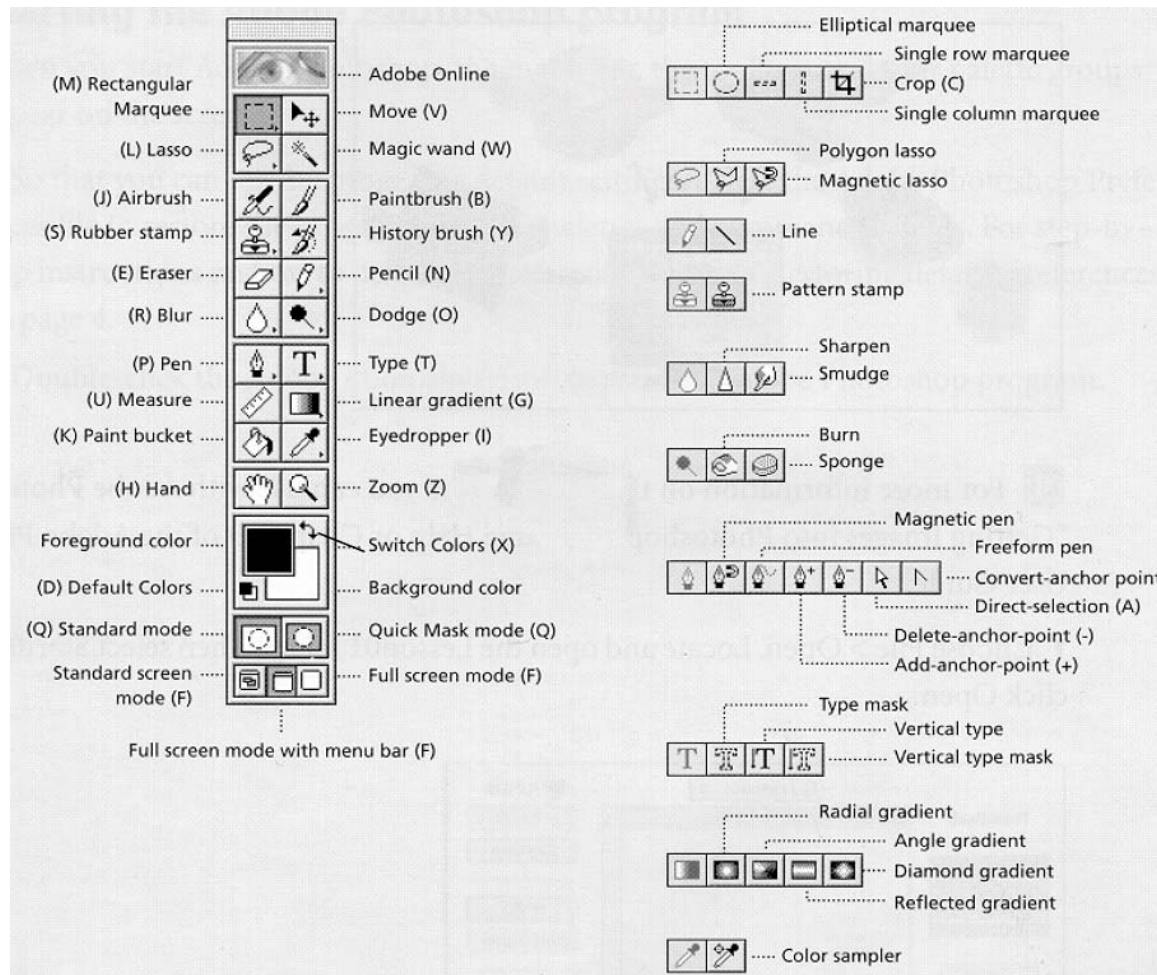 Adobe Online
(M) Rectangular
Marquee
Move (V)
(L) Lasso
Magic wand (W)
(J) Airbrush
Paintbrush (B)
(S) Rubber stamp
History brush (Y)
(E) Eraser
Pencil (N)
(R) Blur
Dodge (O)
(P) Pen
Type (T)
(U) Measure
Linear gradient (G)
(K) Paint bucket
Eyedropper (I)
(H) Hand
Zoom (Z)
Foreground color
Switch Colors (X)
(D) Default Colors
Background color
(Q) Standard mode
Quick Mask mode (Q)
Standard screen
mode (F)
Full screen mode (F)
Full screen mode with menu bar (F)
Elliptical marquee
Single row marquee
Crop (C)
Single column marquee
Polygon lasso
Magnetic lasso
Line
Pattern stamp
Sharpen
Smudge
Burn
Sponge
Magnetic pen
Freeform pen
Convert-anchor point
Direct-selection (A)
Delete-anchor-point (-)
Add-anchor-point (+)
Type mask
Vertical type
Vertical type mask
Radial gradient
Angle gradient
Diamond gradient
Reflected gradient
Color sampler